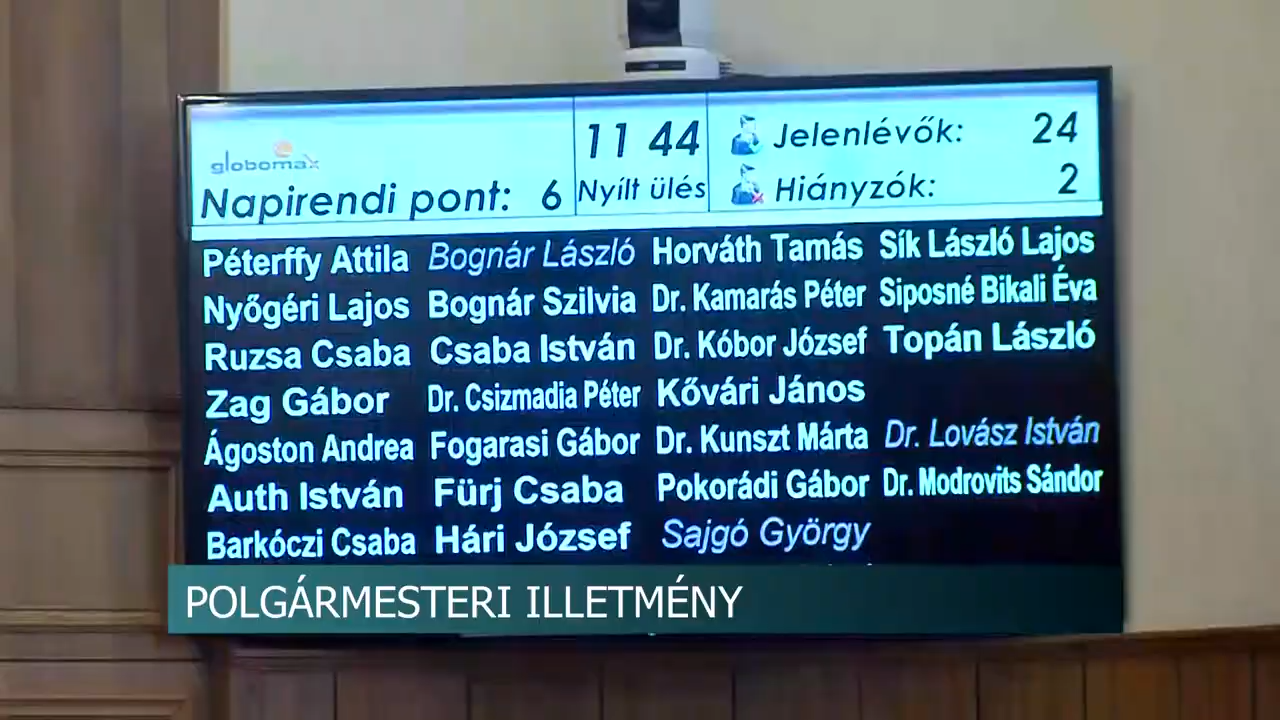 globomax
Napirendi pont: 6
11 44
Nyílt ülés
Jelenlévők: 24
Hiányzók: 2
Péterffy Attila Bognár László Horváth Tamás Sík László Lajos
Nyőgéri Lajos Bognár Szilvia Dr. Kamarás Péter Siposné Bikali Éva
Ruzsa Csaba Csaba István Dr. Kóbor József Topán László
Zag Gábor Dr. Csizmadia Péter Kővári János
Ágoston Andrea Fogarasi Gábor Dr. Kunszt Márta Dr. Lovász István
Auth István Fürj Csaba Pokorádi Gábor Dr. Modrovits Sándor
Barkóczi Csaba Hári József Sajgó György
POLGÁRMESTERI ILLETMÉNY